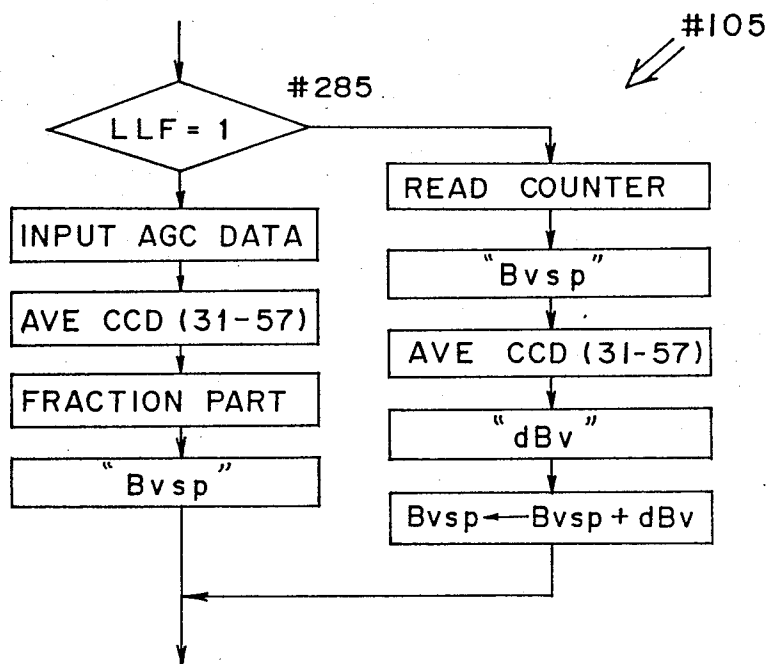 #105
#285
LLF = 1
INPUT AGC DATA
AVE CCD (31-57)
FRACTION PART
"Bvsp"
READ COUNTER
"Bvsp"
AVE CCD (31-57)
"dBv"
Bvsp←Bvsp + dBv